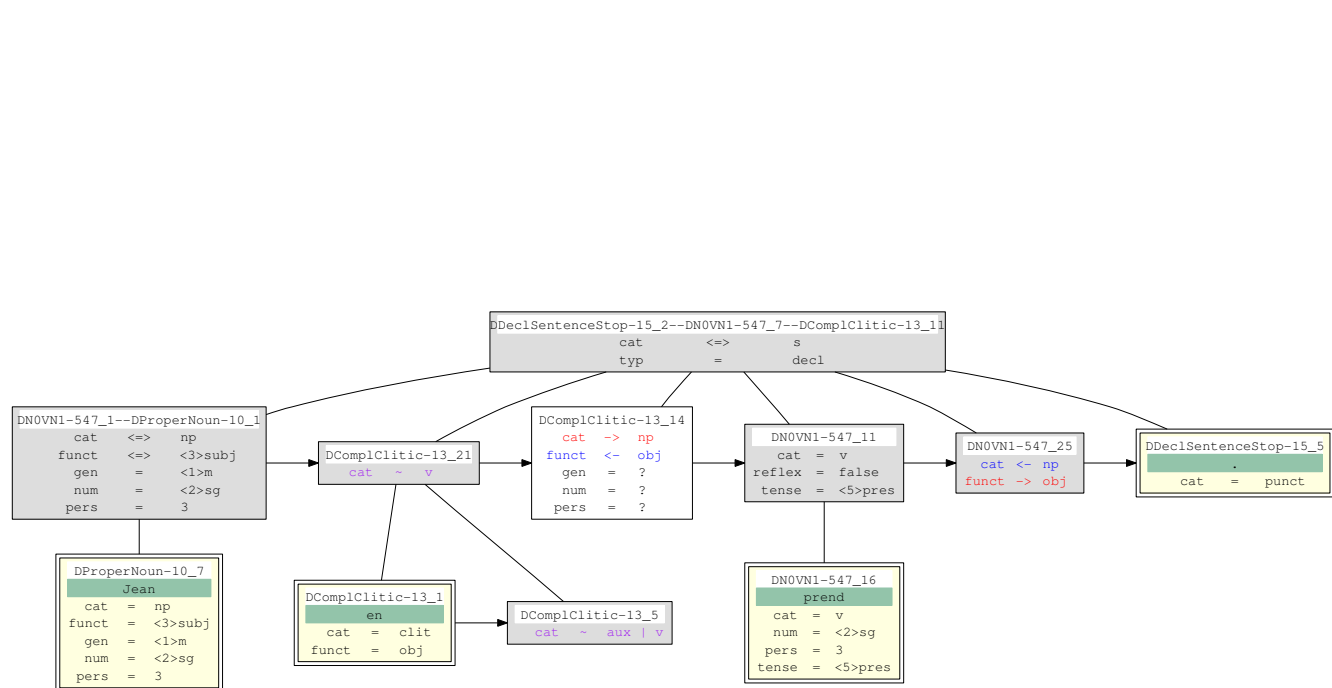 DDeclSentenceStop-15_2--DN0VN1-547_7--DComplClitic-13_11
cat <=> s
typ = decl
DN0VN1-547_1--DProperNoun-10_1
cat <=> np
funct <=> <3>subj
gen = <1>m
num = <2>sg
pers = 3
DComplClitic-13_21
cat ~ v
DComplClitic-13_14
cat -> np
funct <- obj
gen = ?
num = ?
pers = ?
DN0VN1-547_11
cat = v
reflex = false
tense = <5>pres
DN0VN1-547_25
cat <- np
funct -> obj
DDeclSentenceStop-15_5
.
cat = punct
DProperNoun-10_7
Jean
cat = np
funct = <3>subj
gen = <1>m
num = <2>sg
pers = 3
DComplClitic-13_1
en
cat = clit
funct = obj
DComplClitic-13_5
cat ~ aux | v
DN0VN1-547_16
prend
cat = v
num = <2>sg
pers = 3
tense = <5>pres